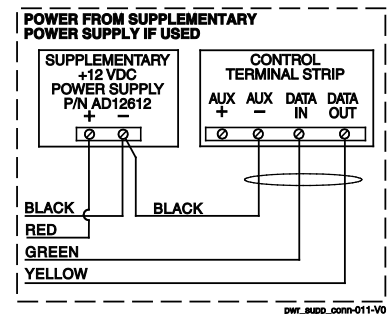 POWER FROM SUPPLEMENTARY
POWER SUPPLY IF USED
SUPPLEMENTARY
+12 VDC
POWER SUPPLY
P/N AD12612
+ −
CONTROL
TERMINAL STRIP
AUX AUX DATA DATA
+ − IN OUT
BLACK BLACK
RED
GREEN
YELLOW
pwr_supp_conn-011-V0